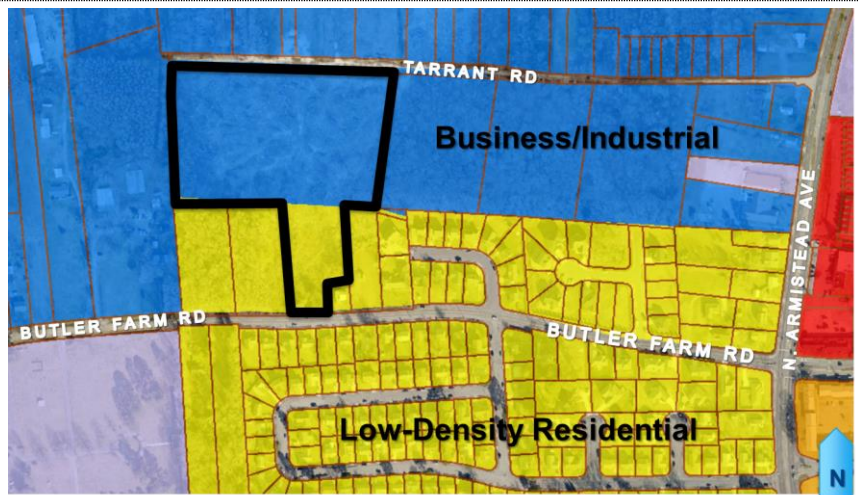 TARRANT RD
Business/Industrial
N. ARMISTEAD AVE
BUTLER FARM RD
BUTLER FARM RD
Low-Density Residential
N